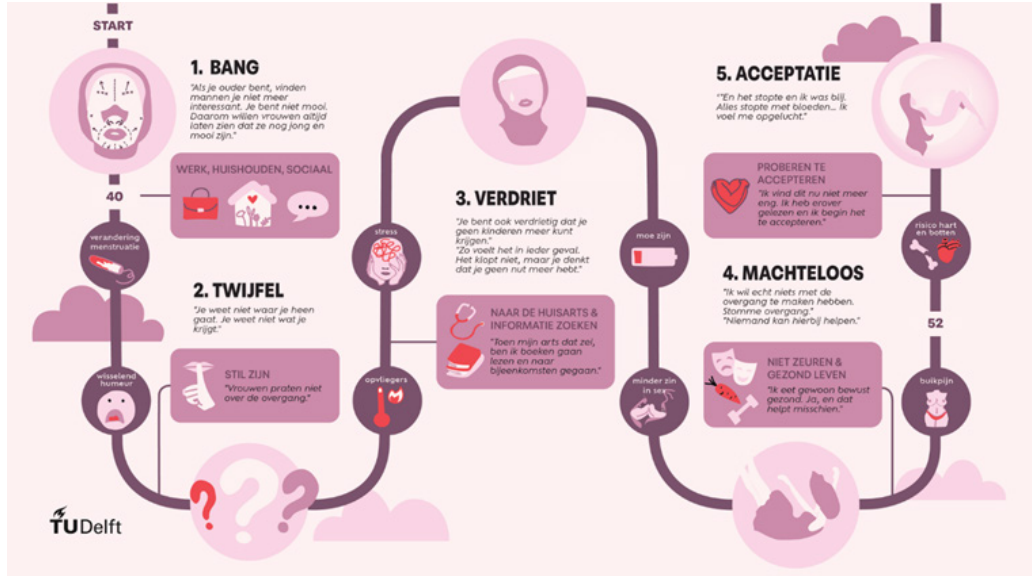 START
1. BANG
"Als je ouder bent, vinden
mannen je niet meer
interessant. Je bent niet mooi.
Daarom willen vrouwen altijd
laten zien dat ze nog jong en
mooi zijn."
WERK, HUISHOUDEN, SOCIAAL
40
verandering
menstruatie
2. TWIJFEL
"Je weet niet waar je heen
gaat. Je weet niet wat je
krijgt."
wisselend
humeur
STIL ZIJN
"Vrouwen praten niet
over de overgang."
stress
opvliegers
3. VERDRIET
"Je bent ook verdrietig dat je
geen kinderen meer kunt
krijgen."
"Zo voelt het in ieder geval.
Het klopt niet, maar je denkt
dat je geen nut meer hebt."
NAAR DE HUISARTS &
INFORMATIE ZOEKEN
"Toen mijn arts dat zei,
ben ik boeken gaan
lezen en naar
bijeenkomsten gegaan."
moe zijn
minder zin
in sex
4. MACHTELOOS
"Ik wil echt niets met de
overgang te maken hebben.
Stomme overgang."
"Niemand kan hierbij helpen."
NIET ZEUREN &
GEZOND LEVEN
"Ik eet gewoon bewust
gezond. Ja, en dat
helpt misschien."
buikpijn
52
risico hart
en botten
5. ACCEPTATIE
""En het stopte en ik was blij.
Alles stopte met bloeden... Ik
voel me opgelucht."
PROBEREN TE
ACCEPTEREN
"Ik vind dit nu niet meer
eng. Ik heb erover
gelezen en ik begin het
te accepteren."
TU Delft